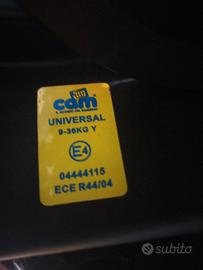 cam
IL MONDO DEL BAMBINO
UNIVERSAL
9-36KG Y
E4
04444115
ECE R44/04
subito